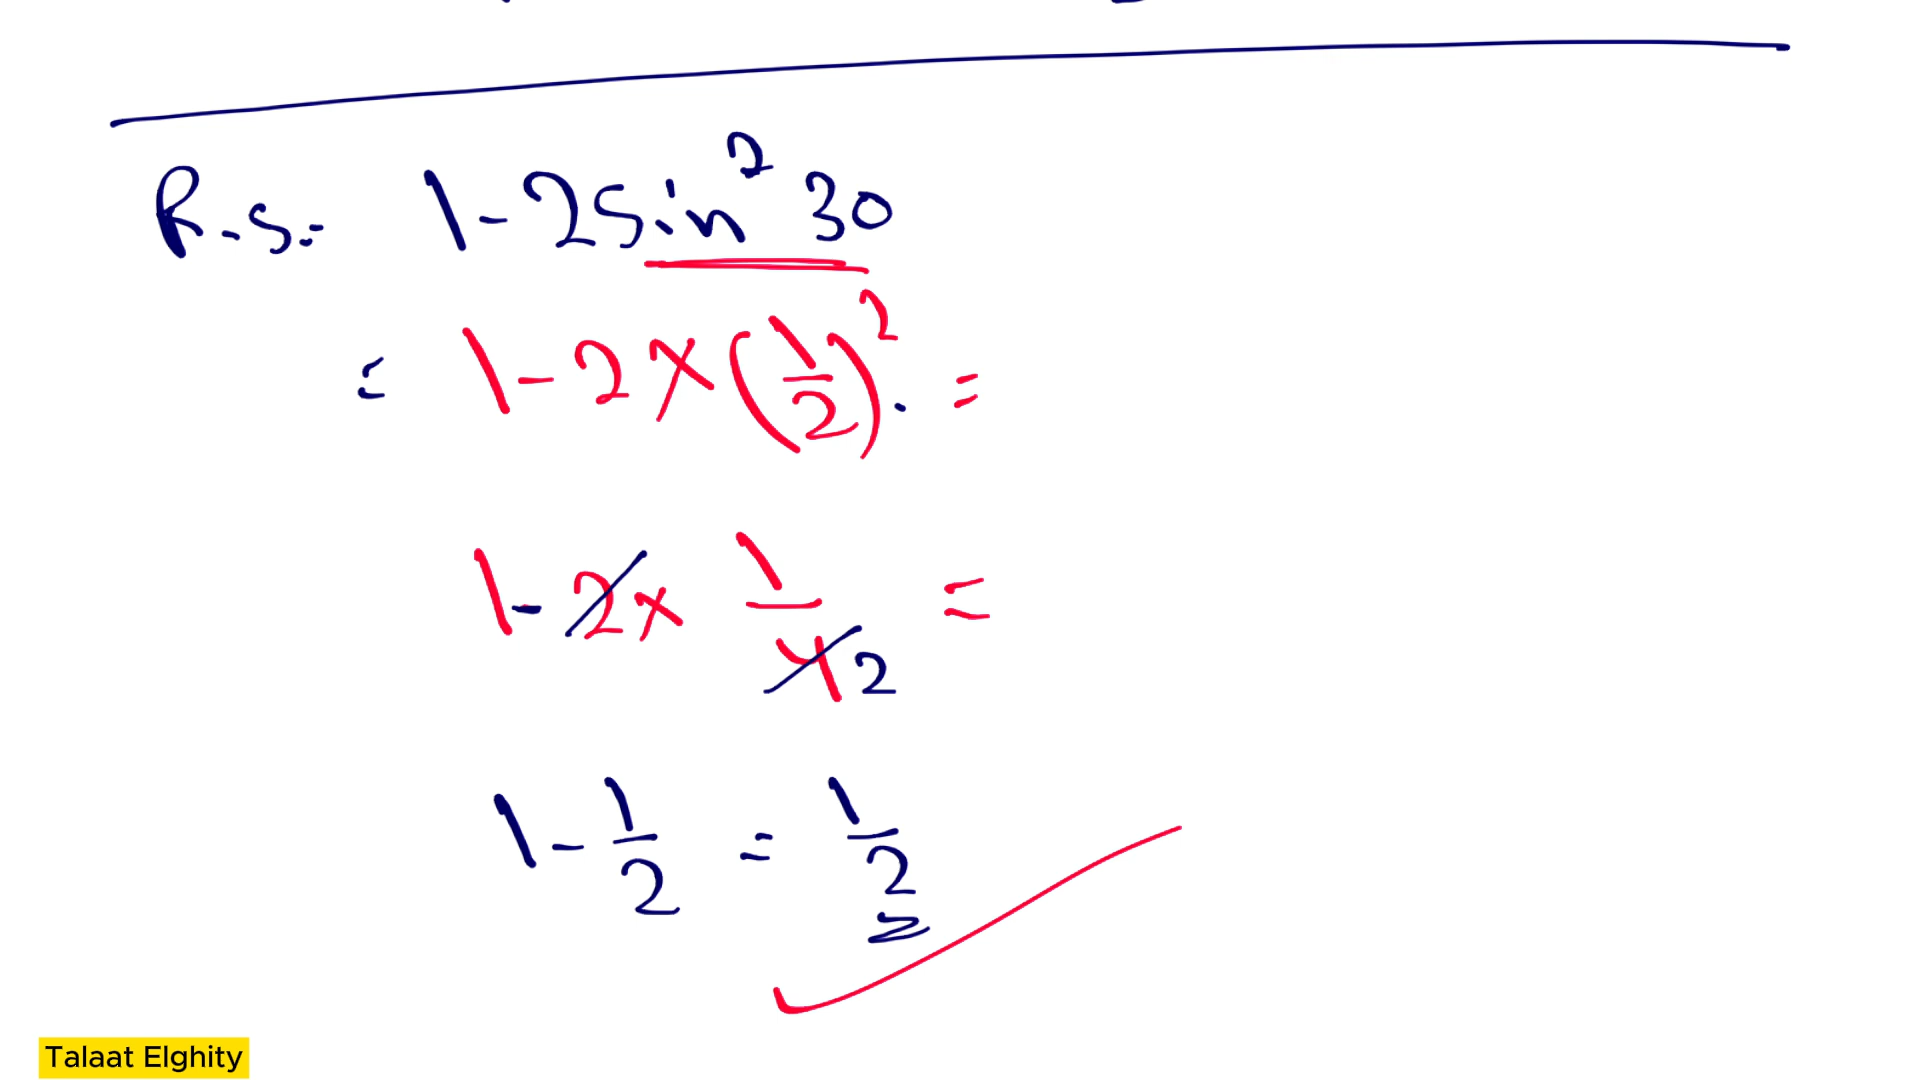 R.S.= 1-2Sin² 30
= 1-2×(1/2)². =
1-2× 1/4 2 =
1-1/2 = 1/2
Talaat Elghity